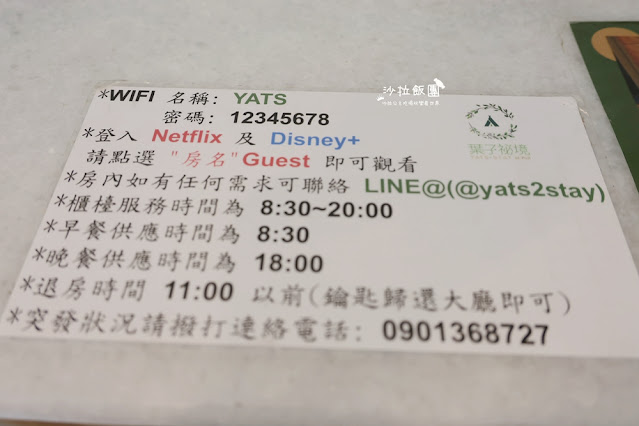 沙拉飯團
*WIFI 名稱: YATS
密碼: 12345678
*登入 Netflix 及 Disney+
請點選 "房名"Guest 即可觀看
*房內如有任何需求可聯絡 LINE@(@yats2stay)
*櫃檯服務時間為 8:30~20:00
*早餐供應時間為 8:30
*晚餐供應時間為 18:00
*退房時間 11:00 以前(鑰匙歸還大廳即可)
*突發狀況請撥打連絡電話: 0901368727
葉子祕境